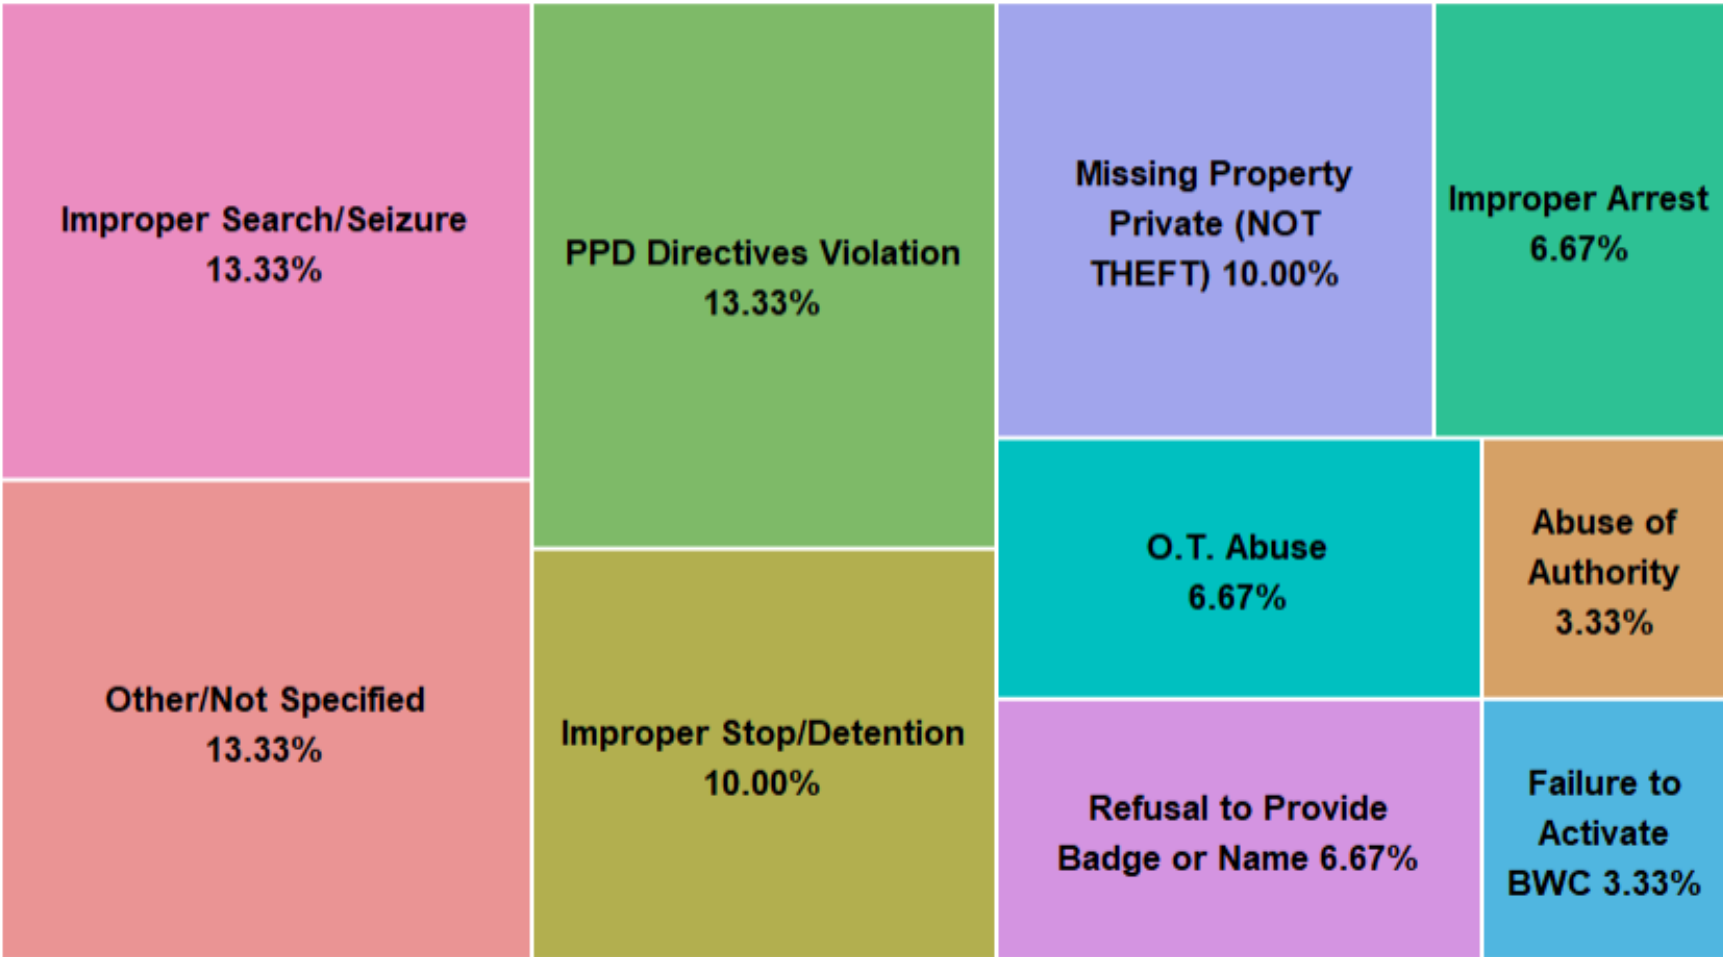 Improper Search/Seizure
13.33%
Other/Not Specified
13.33%
PPD Directives Violation
13.33%
Improper Stop/Detention
10.00%
Missing Property
Private (NOT
THEFT) 10.00%
Improper Arrest
6.67%
O.T. Abuse
6.67%
Abuse of
Authority
3.33%
Refusal to Provide
Badge or Name 6.67%
Failure to
Activate
BWC 3.33%